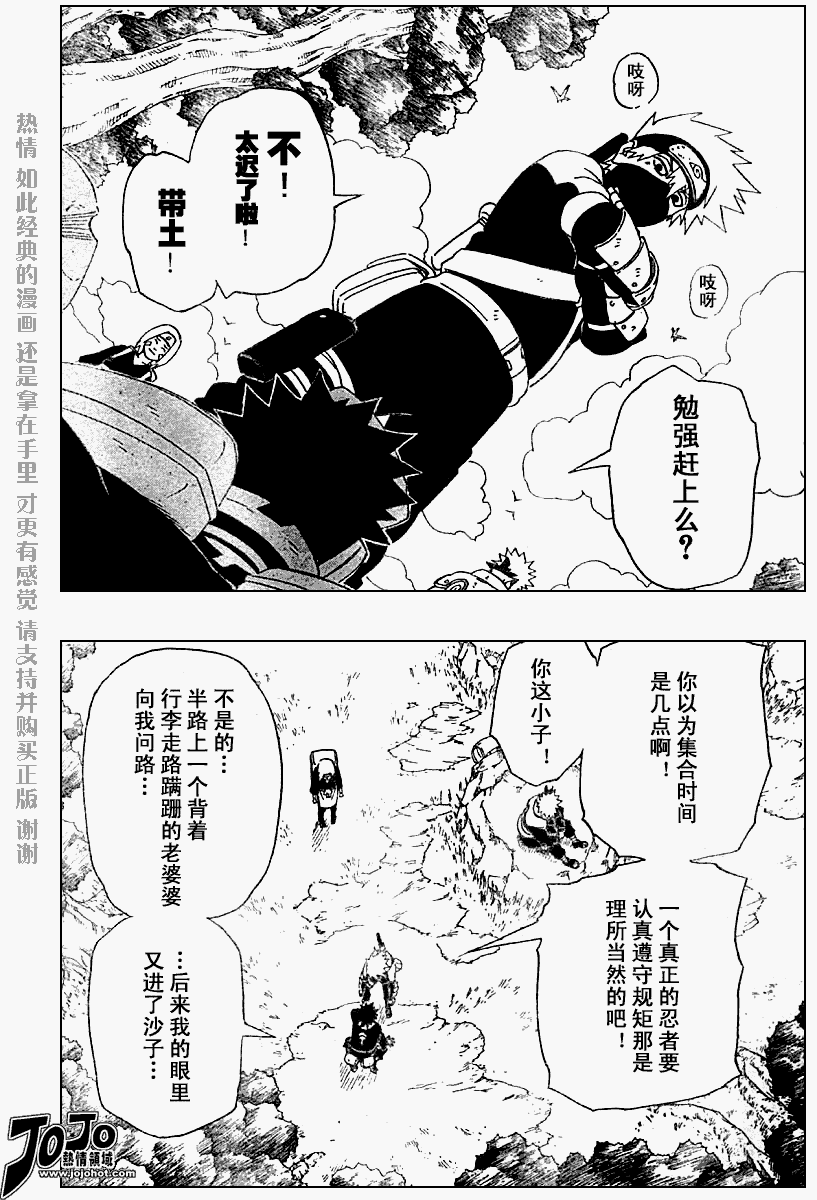 吱呀
吱呀
勉强赶上么？
不！
太迟了啦！
带土！
你以为集合时间
是几点啊！
你这小子！
一个真正的忍者要
认真遵守规矩那是
理所当然的吧！
不是的…
半路上一个背着
行李走路蹒跚的老婆婆
向我问路…
…后来我的眼里
又进了沙子…
热情 如此经典的漫画 还是拿在手里 才更有感觉 请支持并购买正版 谢谢
JOJO
热情领域
www.jojohot.com